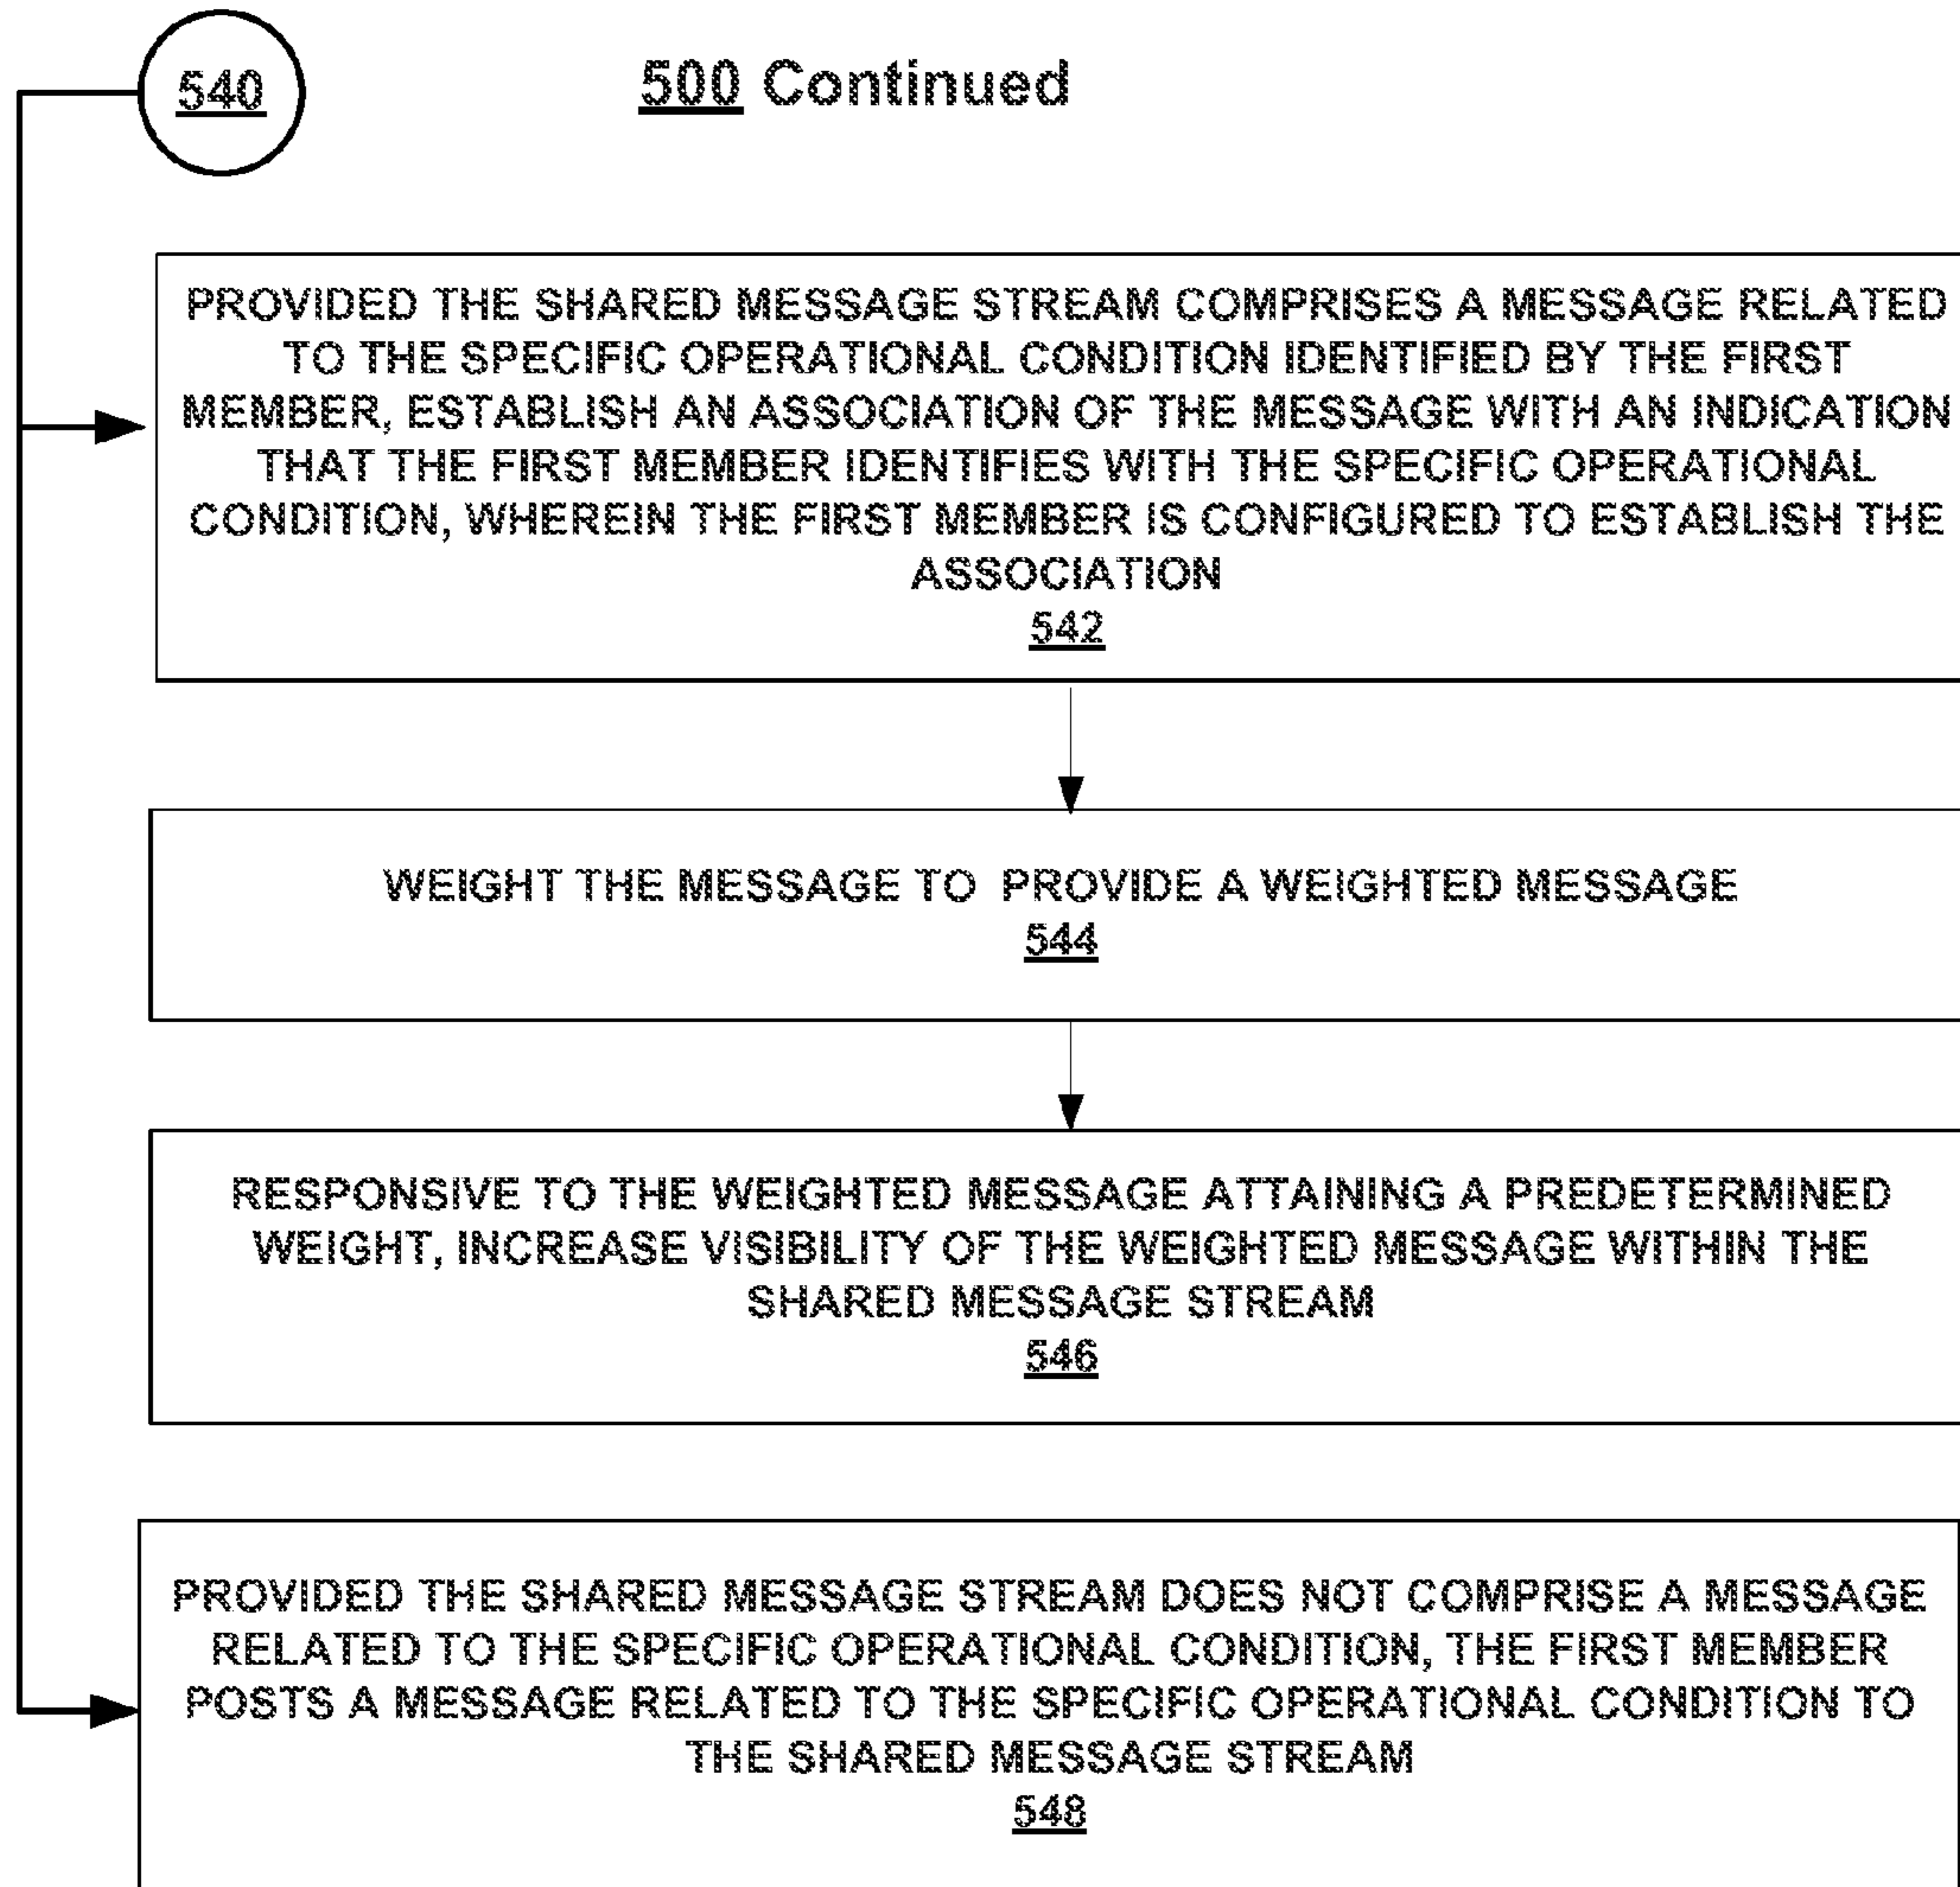 540
500 Continued
PROVIDED THE SHARED MESSAGE STREAM COMPRISES A MESSAGE RELATED
TO THE SPECIFIC OPERATIONAL CONDITION IDENTIFIED BY THE FIRST
MEMBER, ESTABLISH AN ASSOCIATION OF THE MESSAGE WITH AN INDICATION
THAT THE FIRST MEMBER IDENTIFIES WITH THE SPECIFIC OPERATIONAL
CONDITION, WHEREIN THE FIRST MEMBER IS CONFIGURED TO ESTABLISH THE
ASSOCIATION
542
WEIGHT THE MESSAGE TO PROVIDE A WEIGHTED MESSAGE
544
RESPONSIVE TO THE WEIGHTED MESSAGE ATTAINING A PREDETERMINED
WEIGHT, INCREASE VISIBILITY OF THE WEIGHTED MESSAGE WITHIN THE
SHARED MESSAGE STREAM
546
PROVIDED THE SHARED MESSAGE STREAM DOES NOT COMPRISE A MESSAGE
RELATED TO THE SPECIFIC OPERATIONAL CONDITION, THE FIRST MEMBER
POSTS A MESSAGE RELATED TO THE SPECIFIC OPERATIONAL CONDITION TO
THE SHARED MESSAGE STREAM
548